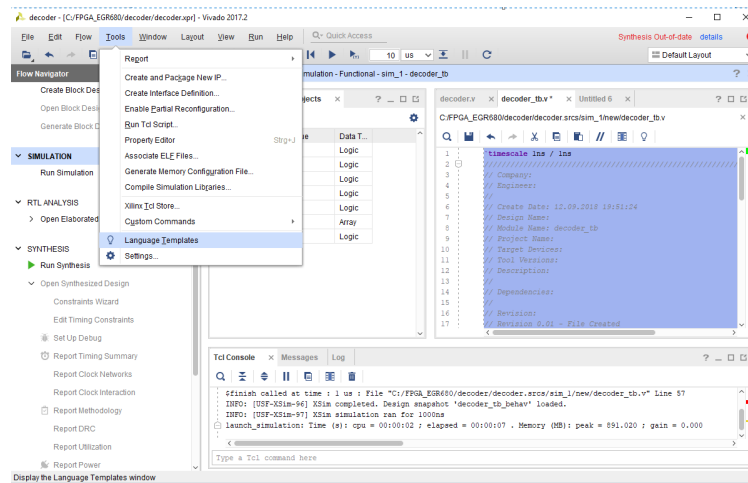 decoder - [C:/FPGA_EGR680/decoder/decoder.xpr] - Vivado 2017.2
File Edit Flow Tools Window Layout View Run Help Quick Access
Synthesis Out-of-date details
10 us
Default Layout
Flow Navigator
mulation - Functional - sim_1 - decoder_tb
?
Create Block Des
Open Block Desi
Generate Block D
SIMULATION
Run Simulation
RTL ANALYSIS
Open Elaborated
SYNTHESIS
Run Synthesis
Open Synthesized Design
Constraints Wizard
Edit Timing Constraints
Set Up Debug
Report Timing Summary
Report Clock Networks
Report Clock Interaction
Report Methodology
Report DRC
Report Utilization
Report Power
Report
Create and Package New IP...
Create Interface Definition...
Enable Partial Reconfiguration...
Run Tcl Script...
Property Editor Strg+J
Associate ELF Files...
Generate Memory Configuration File...
Compile Simulation Libraries...
Xilinx Tcl Store...
Custom Commands
Language Templates
Settings...
jects
ue Data T...
Logic
Logic
Logic
Logic
Logic
Array
Logic
decoder.v decoder_tb.v * Untitled 6
C:/FPGA_EGR680/decoder/decoder.srcs/sim_1/new/decoder_tb.v
1 `timescale 1ns / 1ns
2 //////////////////////////////////////////
3 // Company:
4 // Engineer:
5 //
6 // Create Date: 12.09.2018 19:51:24
7 // Design Name:
8 // Module Name: decoder_tb
9 // Project Name:
10 // Target Devices:
11 // Tool Versions:
12 // Description:
13 //
14 // Dependencies:
15 //
16 // Revision:
17 // Revision 0.01 - File Created
Tcl Console Messages Log
$finish called at time : 1 us : File "C:/FPGA_EGR680/decoder/decoder.srcs/sim_1/new/decoder_tb.v" Line 57
INFO: [USF-XSim-96] XSim completed. Design snapshot 'decoder_tb_behav' loaded.
INFO: [USF-XSim-97] XSim simulation ran for 1000ns
launch_simulation: Time (s): cpu = 00:00:02 ; elapsed = 00:00:07 . Memory (MB): peak = 891.020 ; gain = 0.000
Type a Tcl command here
Display the Language Templates window